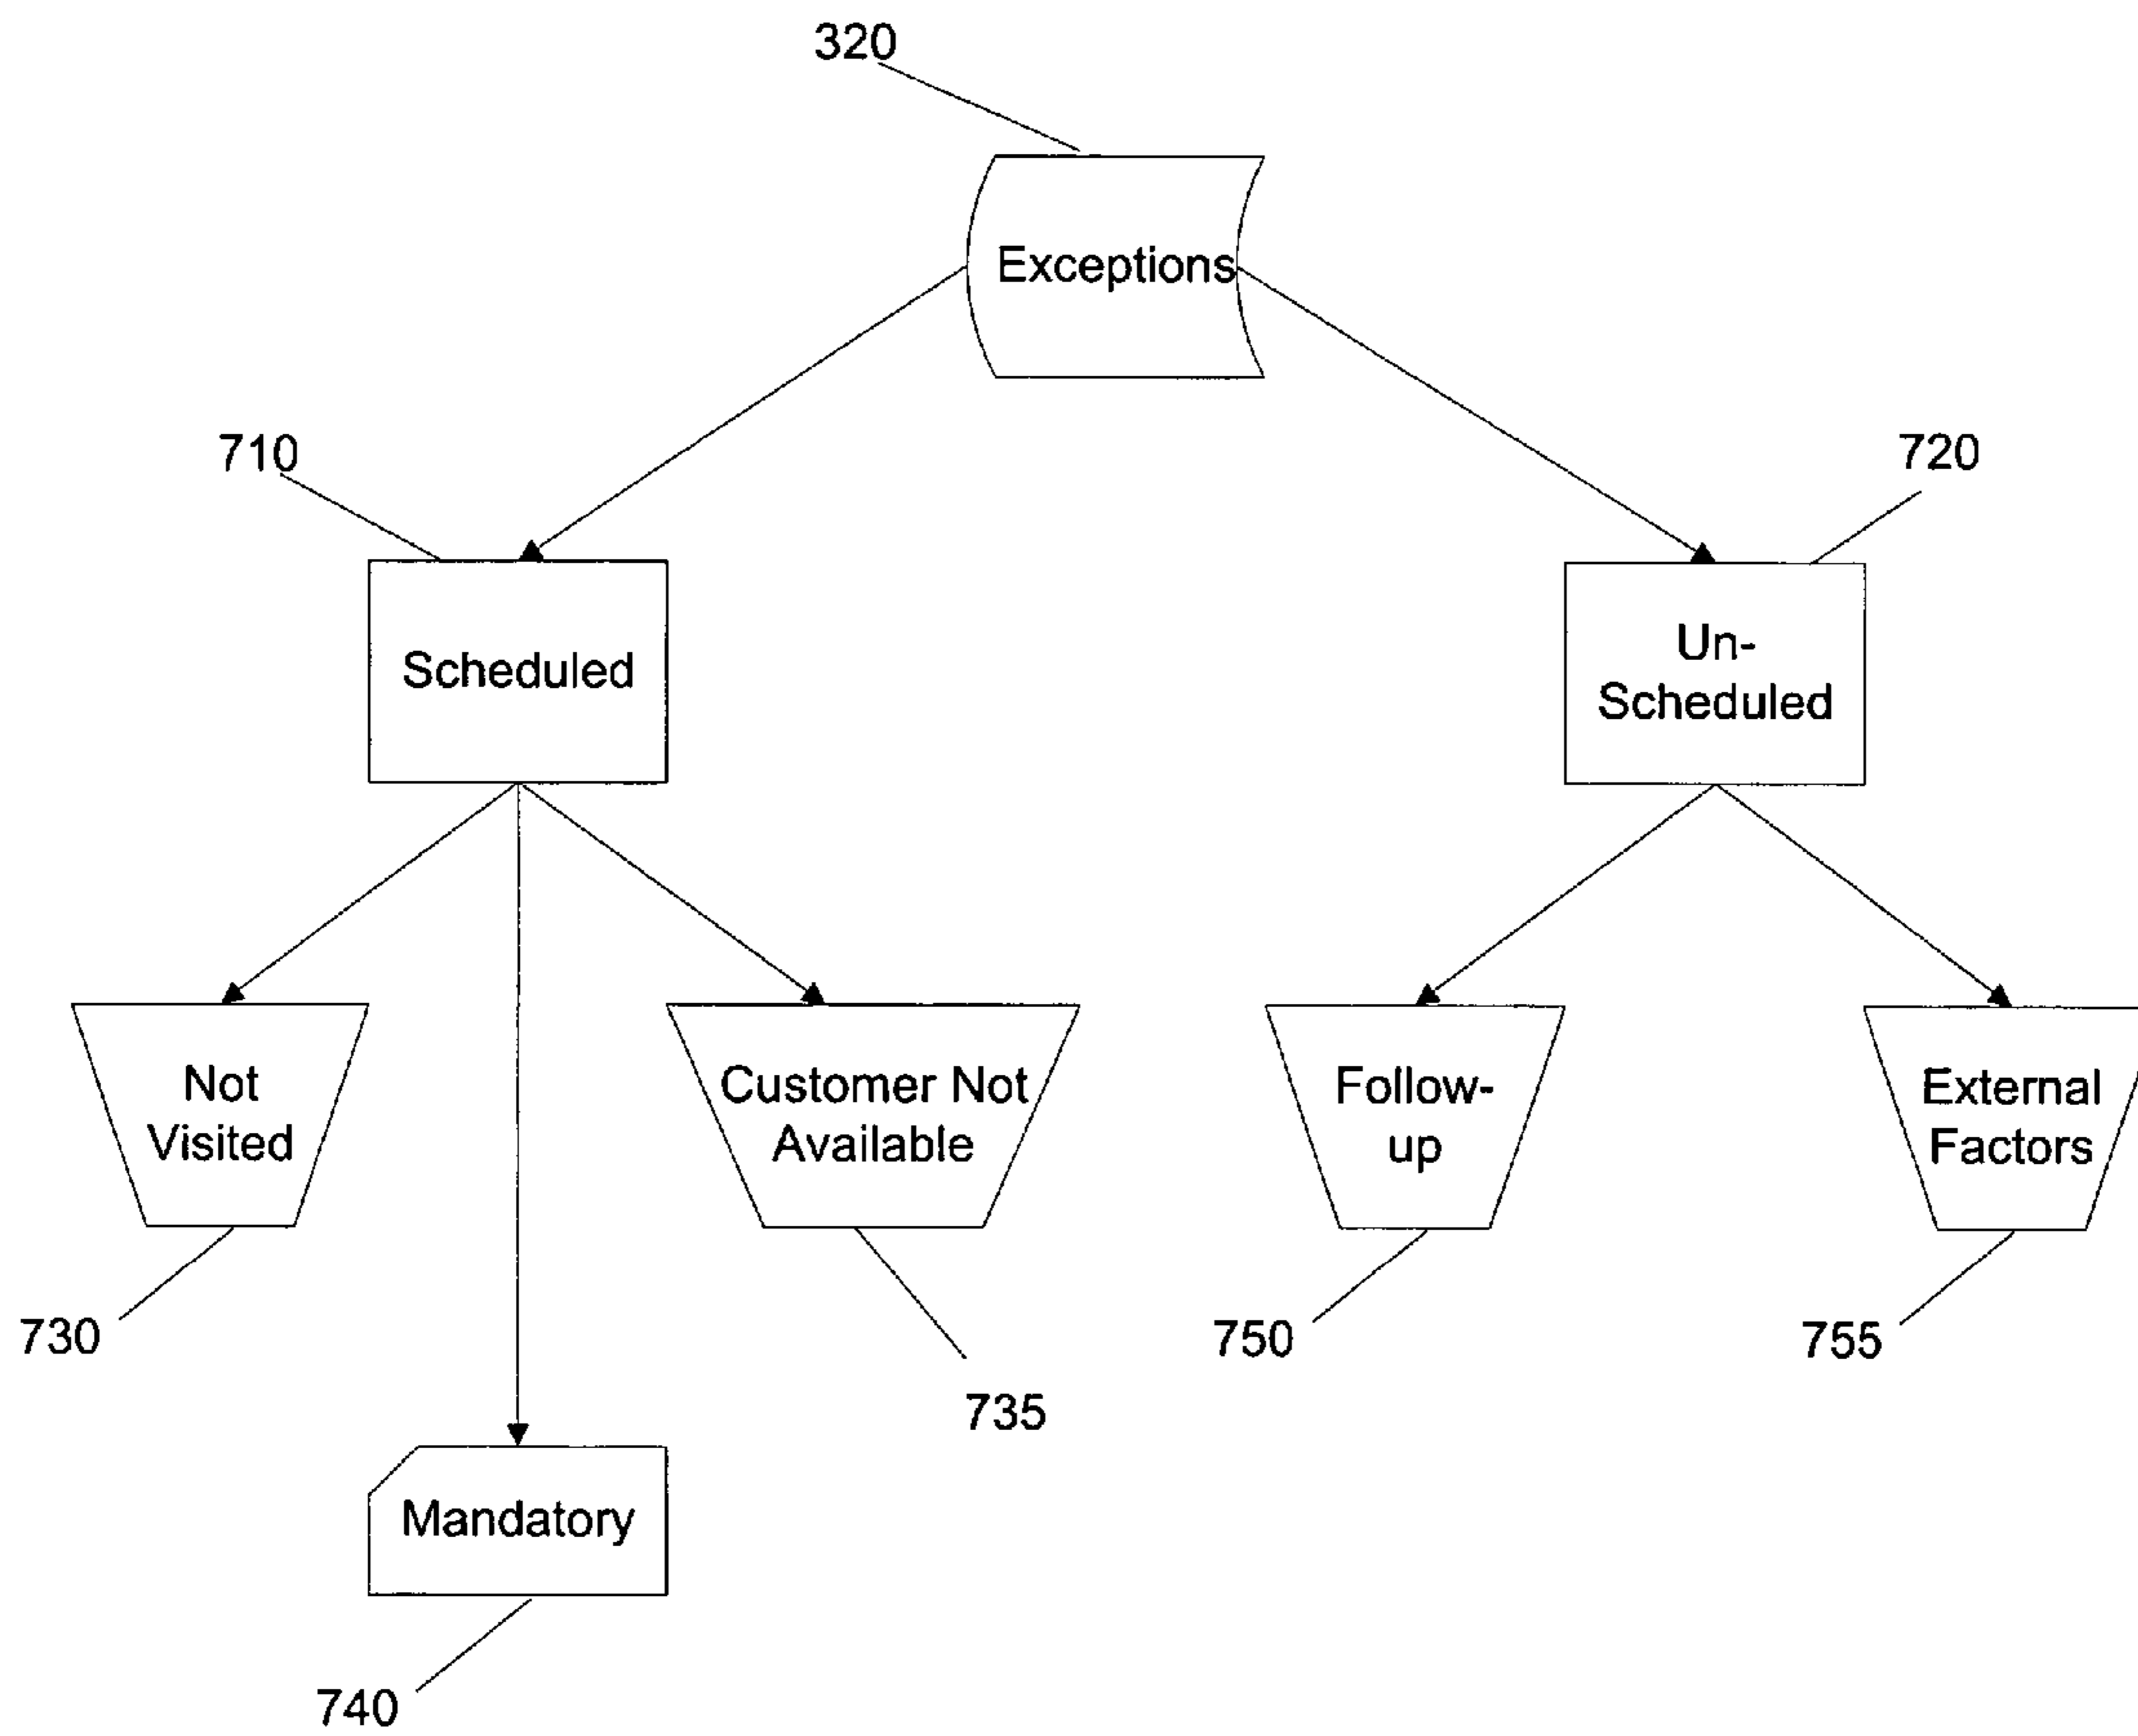 320
Exceptions
710
720
Scheduled
Un-
Scheduled
Not
Visited
Customer Not
Available
Follow-
up
External
Factors
730
750
755
735
Mandatory
740